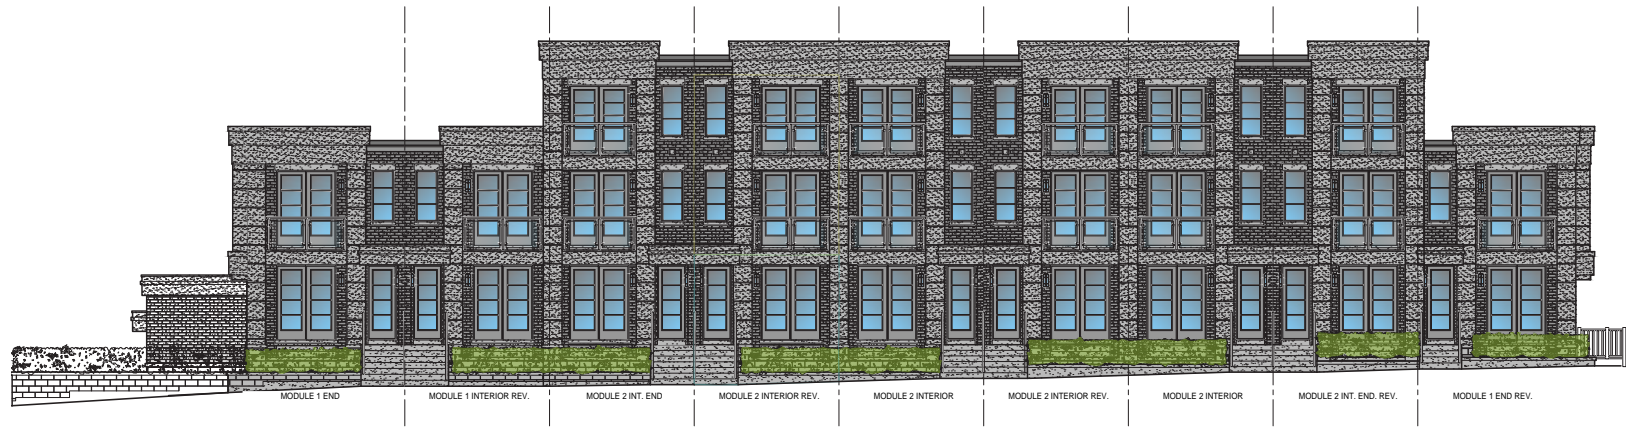 MODULE 1 END
MODULE 1 INTERIOR REV.
MODULE 2 INT. END
MODULE 2 INTERIOR REV.
MODULE 2 INTERIOR
MODULE 2 INTERIOR REV.
MODULE 2 INTERIOR
MODULE 2 INT. END. REV.
MODULE 1 END REV.